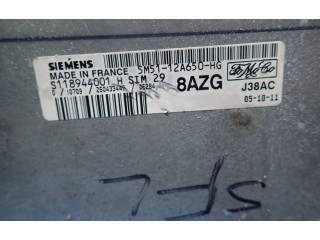 SIEMENS
MADE IN FRANCE 5M51-12A650-HG
S118944001 H SIM 29 8AZG
FoMoCo
J38AC
05-10-11
SFL